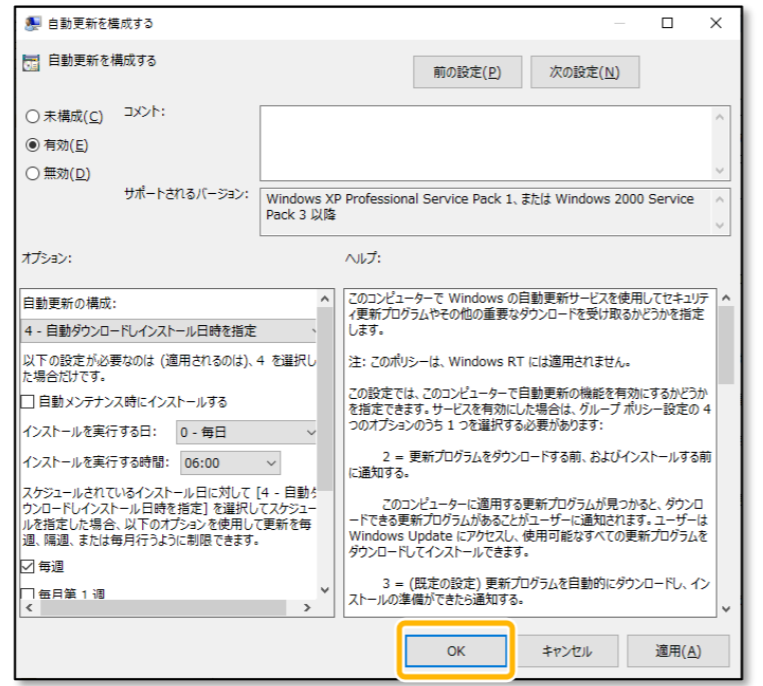 自動更新を構成する
自動更新を構成する
前の設定(P)
次の設定(N)
未構成(C)
コメント:
有効(E)
無効(D)
サポートされるバージョン:
Windows XP Professional Service Pack 1、または Windows 2000 Service
Pack 3 以降
オプション:
ヘルプ:
自動更新の構成:
4 - 自動ダウンロードしインストール日時を指定
以下の設定が必要なのは (適用されるのは)、4 を選択し
た場合だけです。
自動メンテナンス時にインストールする
インストールを実行する日:
0 - 毎日
インストールを実行する時間:
06:00
スケジュールされているインストール日に対して [4 - 自動ダ
ウンロードしインストール日時を指定] を選択してスケジュー
ルを指定した場合、以下のオプションを使用して更新を毎
週、隔週、または毎月行うように制限できます。
毎週
毎月第 1 週
このコンピューターで Windows の自動更新サービスを使用してセキュリテ
ィ更新プログラムやその他の重要なダウンロードを受け取るかどうかを指定
します。
注: このポリシーは、Windows RT には適用されません。
この設定では、このコンピューターで自動更新の機能を有効にするかどうか
を指定できます。サービスを有効にした場合は、グループ ポリシー設定の 4
つのオプションのうち 1 つを選択する必要があります:
2 = 更新プログラムをダウンロードする前、およびインストールする前
に通知する。
このコンピューターに適用する更新プログラムが見つかると、ダウンロ
ードできる更新プログラムがあることがユーザーに通知されます。ユーザーは
Windows Update にアクセスし、使用可能なすべての更新プログラムを
ダウンロードしてインストールできます。
3 = (既定の設定) 更新プログラムを自動的にダウンロードし、イン
ストールの準備ができたら通知する。
OK
キャンセル
適用(A)